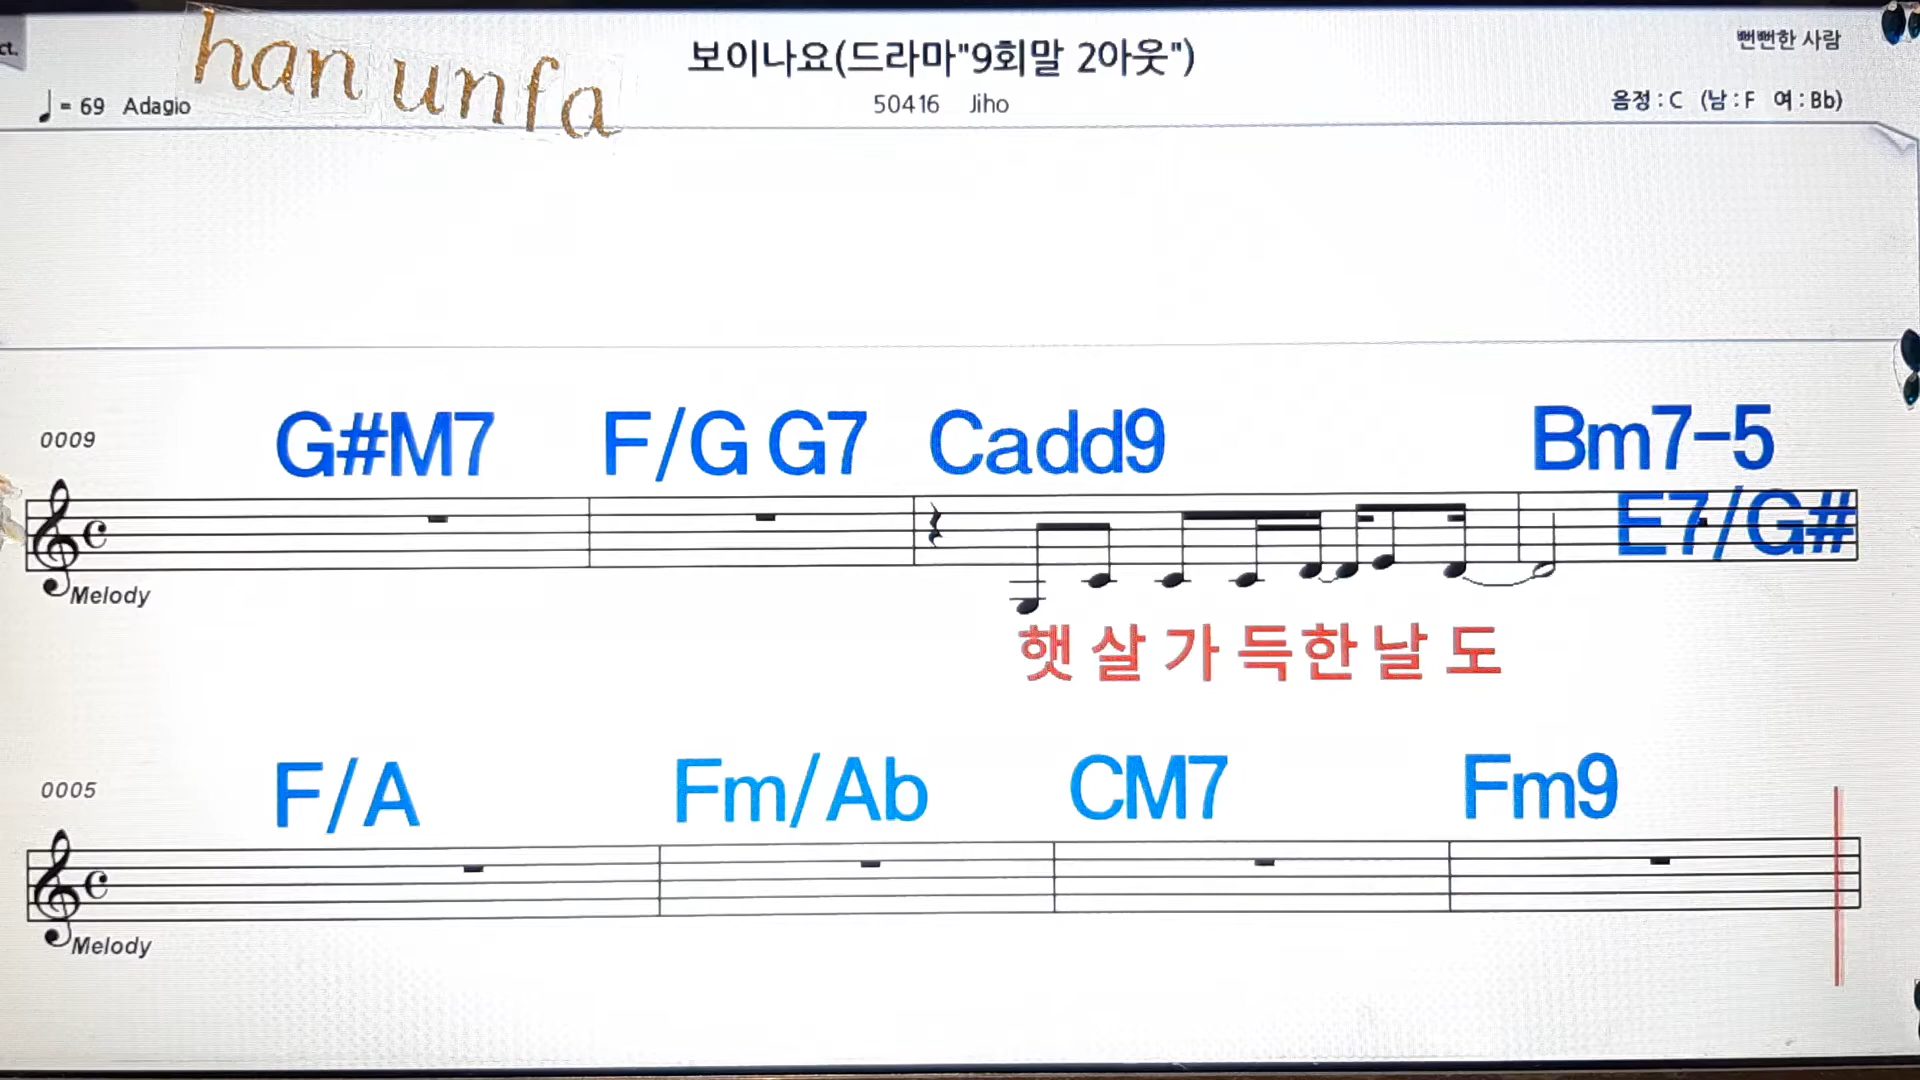 ct.
han unfa
보이나요(드라마"9회말 2아웃")
뻔뻔한 사람
♩ = 69 Adagio
50416 Jiho
음정 : C (남 : F 여 : Bb)
0009
G#M7 F/G G7 Cadd9 Bm7-5
E7/G#
Melody
햇 살 가 득한 날 도
0005
F/A Fm/Ab CM7 Fm9
Melody